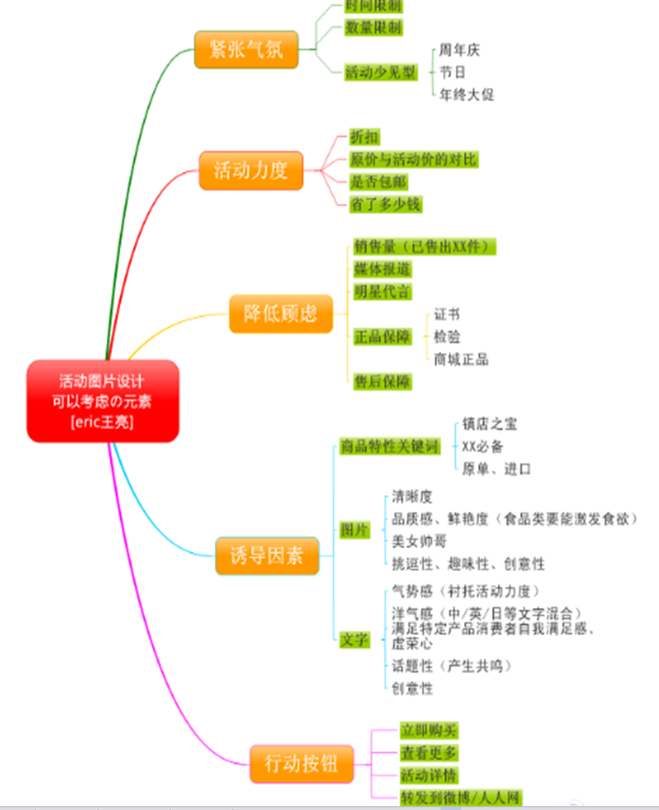 紧张气氛
时间限制
数量限制
活动少见型
周年庆
节日
年终大促
活动力度
折扣
原价与活动价的对比
是否包邮
省了多少钱
降低顾虑
销售量（已售出XX件）
媒体报道
明星代言
正品保障
证书
检验
商城正品
售后保障
活动图片设计
可以考虑の元素
[eric王亮]
诱导因素
商品特性关键词
镇店之宝
XX必备
原单、进口
图片
清晰度
品质感、鲜艳度（食品类要能激发食欲）
美女帅哥
挑逗性、趣味性、创意性
文字
气势感（衬托活动力度）
洋气感（中/英/日等文字混合）
满足特定产品消费者自我满足感、
虚荣心
话题性（产生共鸣）
创意性
行动按钮
立即购买
查看更多
活动详情
转发到微博/人人网